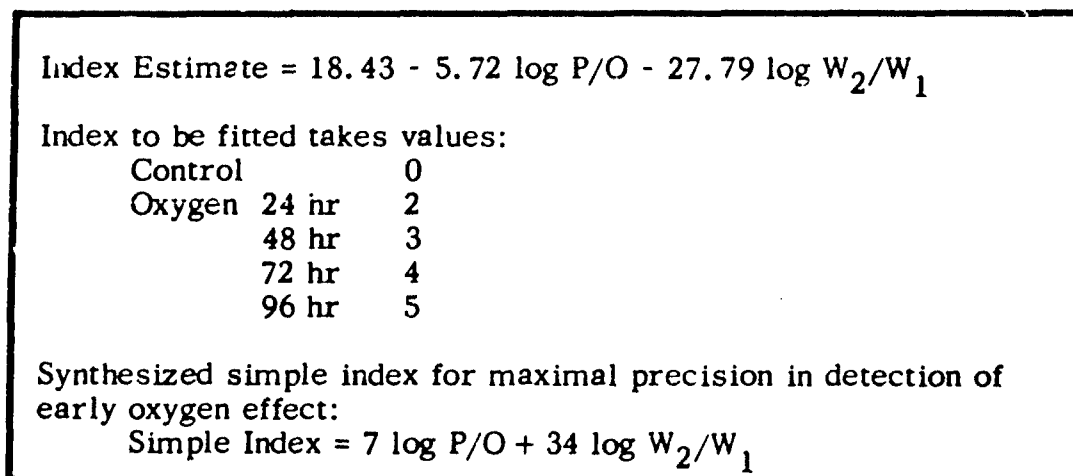 Index Estimate = 18.43 - 5.72 log P/O - 27.79 log W₂/W₁
Index to be fitted takes values:
Control 0
Oxygen 24 hr 2
48 hr 3
72 hr 4
96 hr 5
Synthesized simple index for maximal precision in detection of
early oxygen effect:
Simple Index = 7 log P/O + 34 log W₂/W₁